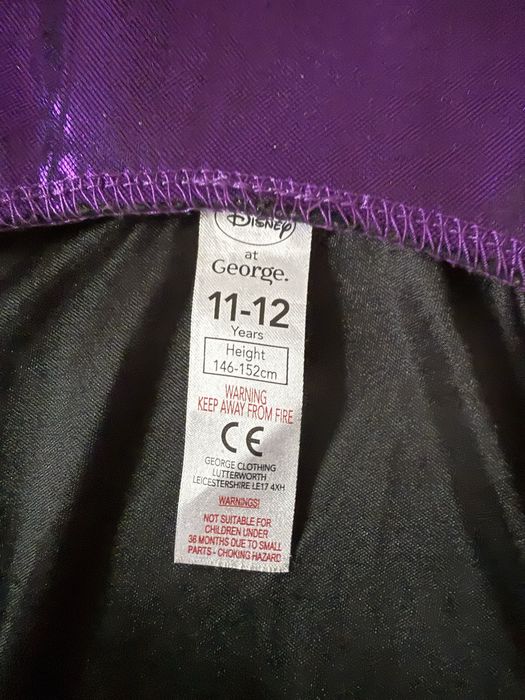 Disney
at
George.
11-12
Years
Height
146-152cm
WARNING
KEEP AWAY FROM FIRE
CE
GEORGE CLOTHING
LUTTERWORTH
LEICESTERSHIRE LE17 4XH
WARNINGS!
NOT SUITABLE FOR
CHILDREN UNDER
36 MONTHS DUE TO SMALL
PARTS - CHOKING HAZARD